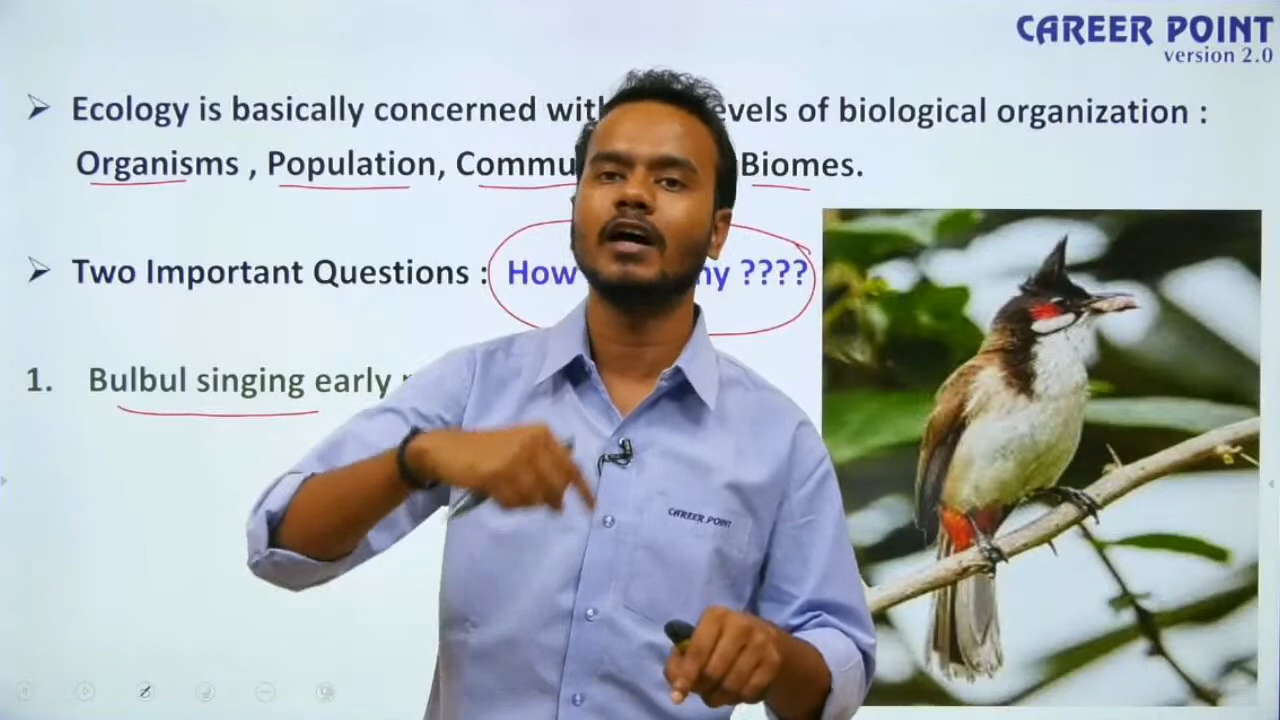 CAREER POINT
version 2.0
➤ Ecology is basically concerned with evels of biological organization :
Organisms , Population, Commu Biomes.
➤ Two Important Questions : How ny ????
1. Bulbul singing early
CAREER POINT